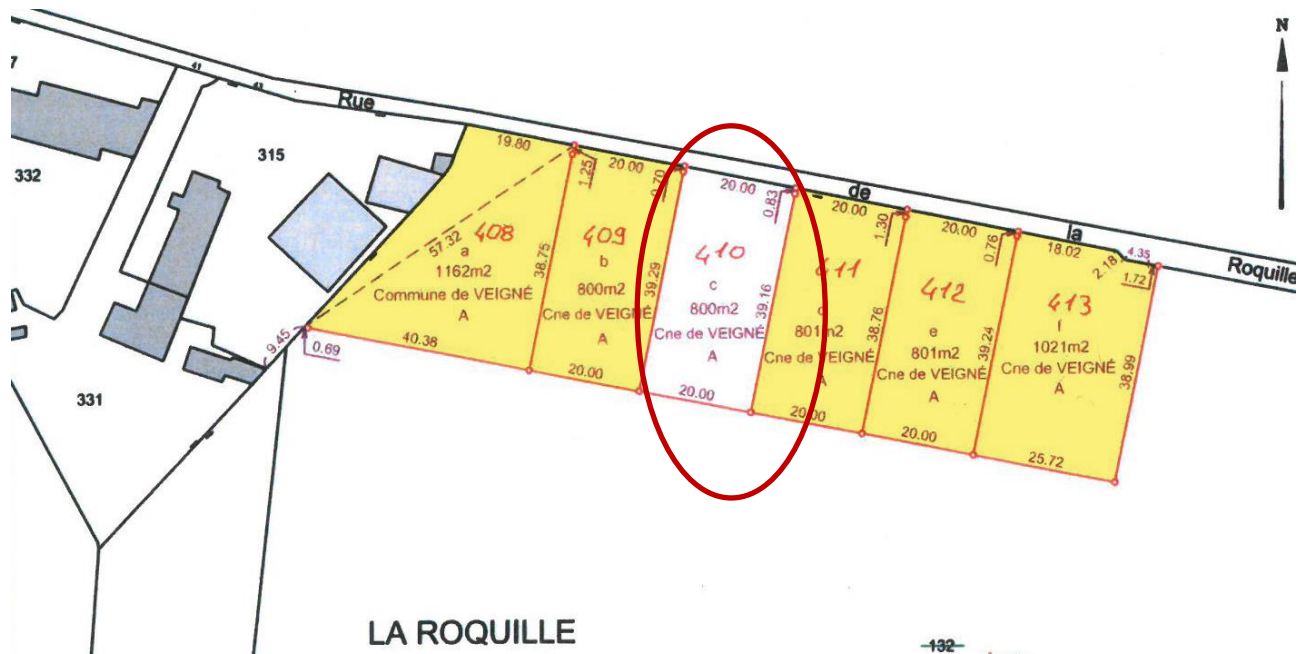 N
7
41
43
Rue
de
la
Roquille
332
315
331
19.80
20.00
20.00
20.00
20.00
18.02
2.18
4.35
1.72
1.25
0.70
0.83
1.30
0.76
57.32
38.75
39.29
39.16
38.76
39.24
38.99
9.45
0.69
408
a
1162m2
Commune de VEIGNÉ
A
409
b
800m2
Cne de VEIGNÉ
A
410
c
800m2
Cne de VEIGNÉ
A
411
d
801m2
Cne de VEIGNÉ
A
412
e
801m2
Cne de VEIGNÉ
A
413
f
1021m2
Cne de VEIGNÉ
A
40.38
20.00
20.00
20.00
20.00
25.72
LA ROQUILLE
132